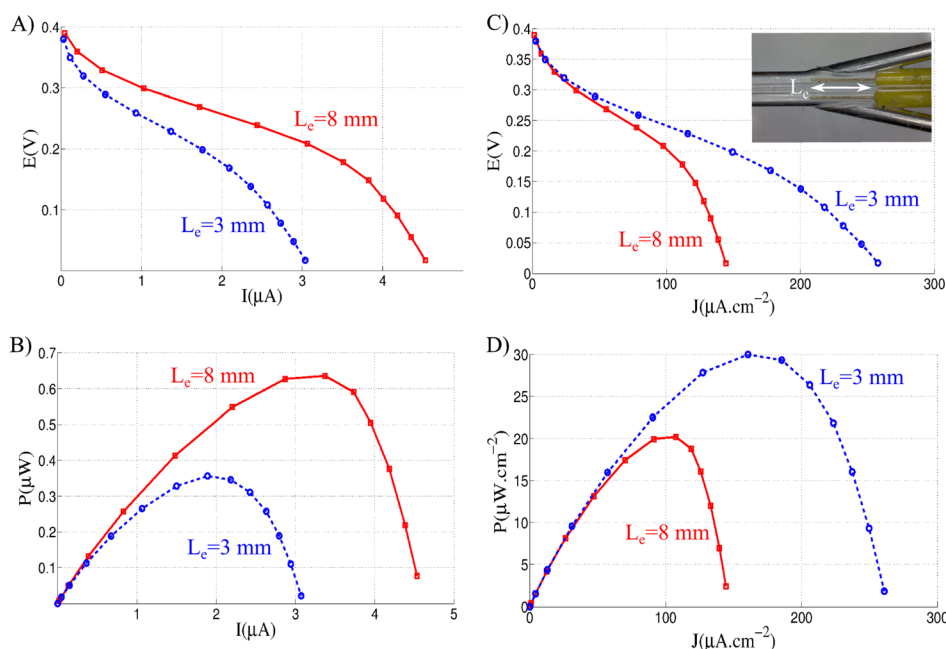 A)
0.4
0.3
0.2
0.1
E(V)
L_e=8 mm
L_e=3 mm
0
1
2
3
4
I(μA)
C)
0.4
0.35
0.3
0.25
0.2
0.15
0.1
0.05
0
E(V)
L_e
L_e=3 mm
L_e=8 mm
0
100
200
300
J(μA.cm⁻²)
B)
0.7
0.6
0.5
0.4
0.3
0.2
0.1
P(μW)
L_e=8 mm
L_e=3 mm
0
1
2
3
4
5
I(μA)
D)
30
25
20
15
10
5
0
P(μW.cm⁻²)
L_e=3 mm
L_e=8 mm
0
100
200
300
J(μA.cm⁻²)